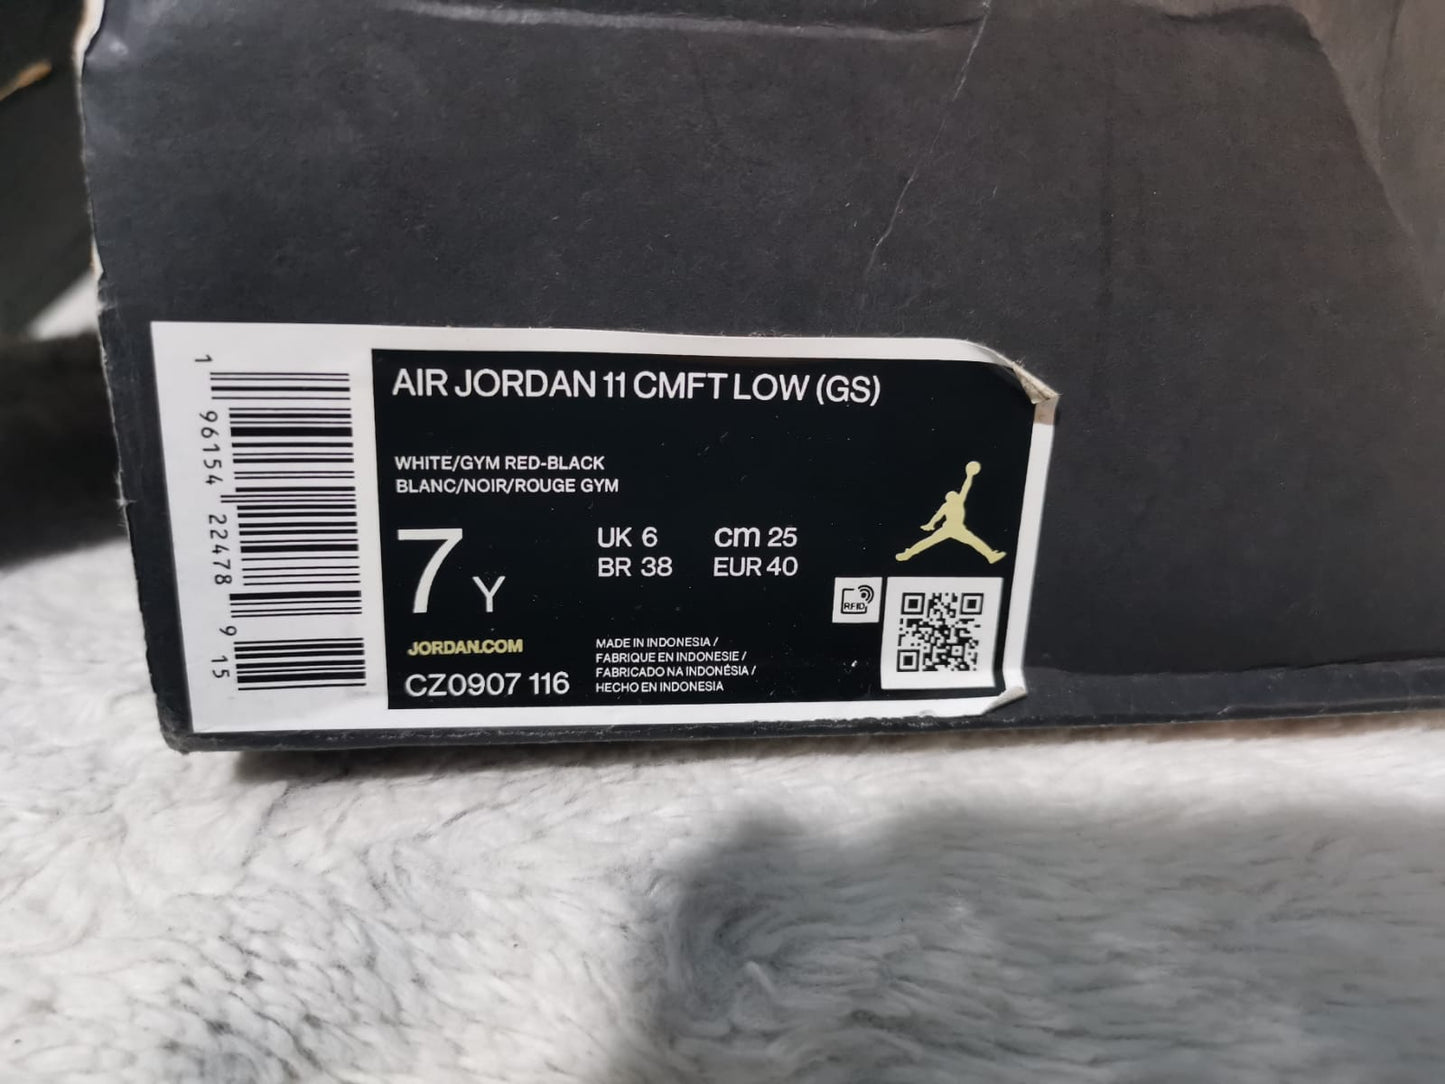 1 96154 22478 9 15
AIR JORDAN 11 CMFT LOW (GS)
WHITE/GYM RED-BLACK
BLANC/NOIR/ROUGE GYM
7 Y
UK 6 cm 25
BR 38 EUR 40
RFID
JORDAN.COM
CZ0907 116
MADE IN INDONESIA /
FABRIQUE EN INDONESIE /
FABRICADO NA INDONÉSIA /
HECHO EN INDONESIA